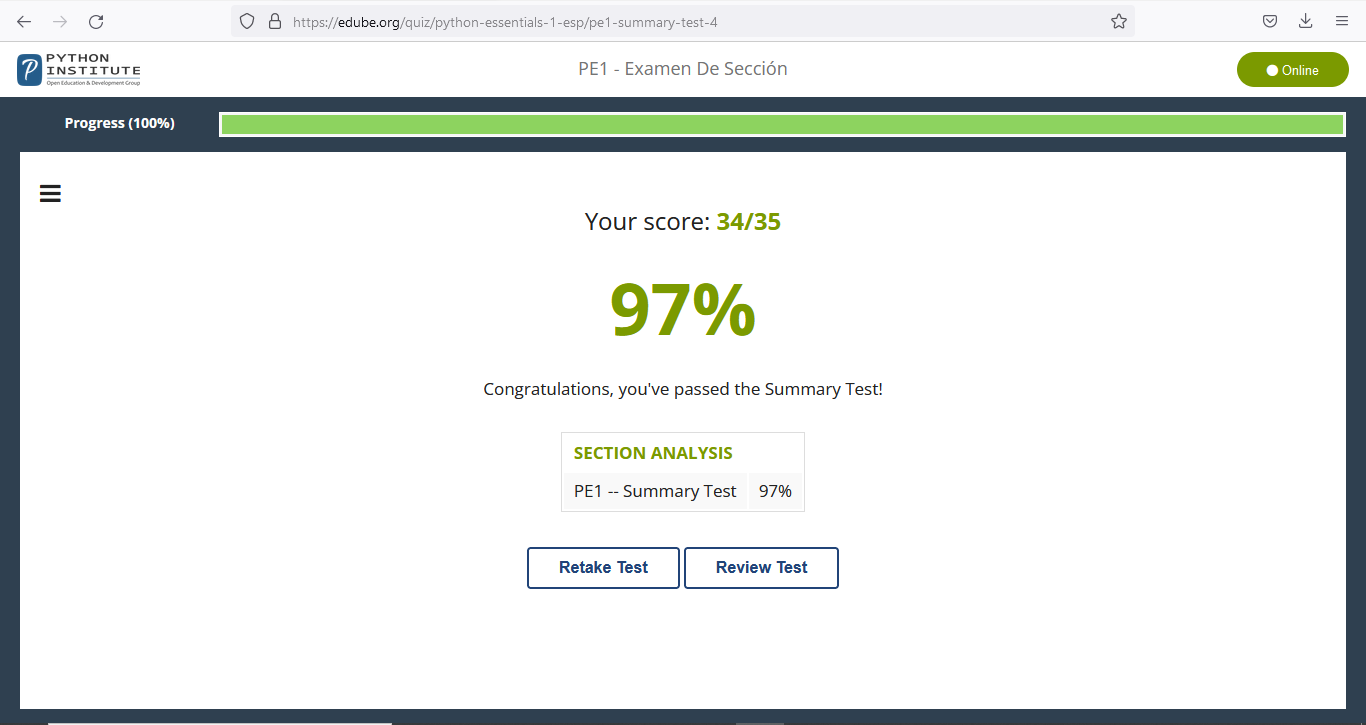 https://edube.org/quiz/python-essentials-1-esp/pe1-summary-test-4
PYTHON
INSTITUTE
Open Education & Development Group
PE1 - Examen De Sección
Online
Progress (100%)
Your score: 34/35
97%
Congratulations, you've passed the Summary Test!
SECTION ANALYSIS
PE1 -- Summary Test 97%
Retake Test Review Test